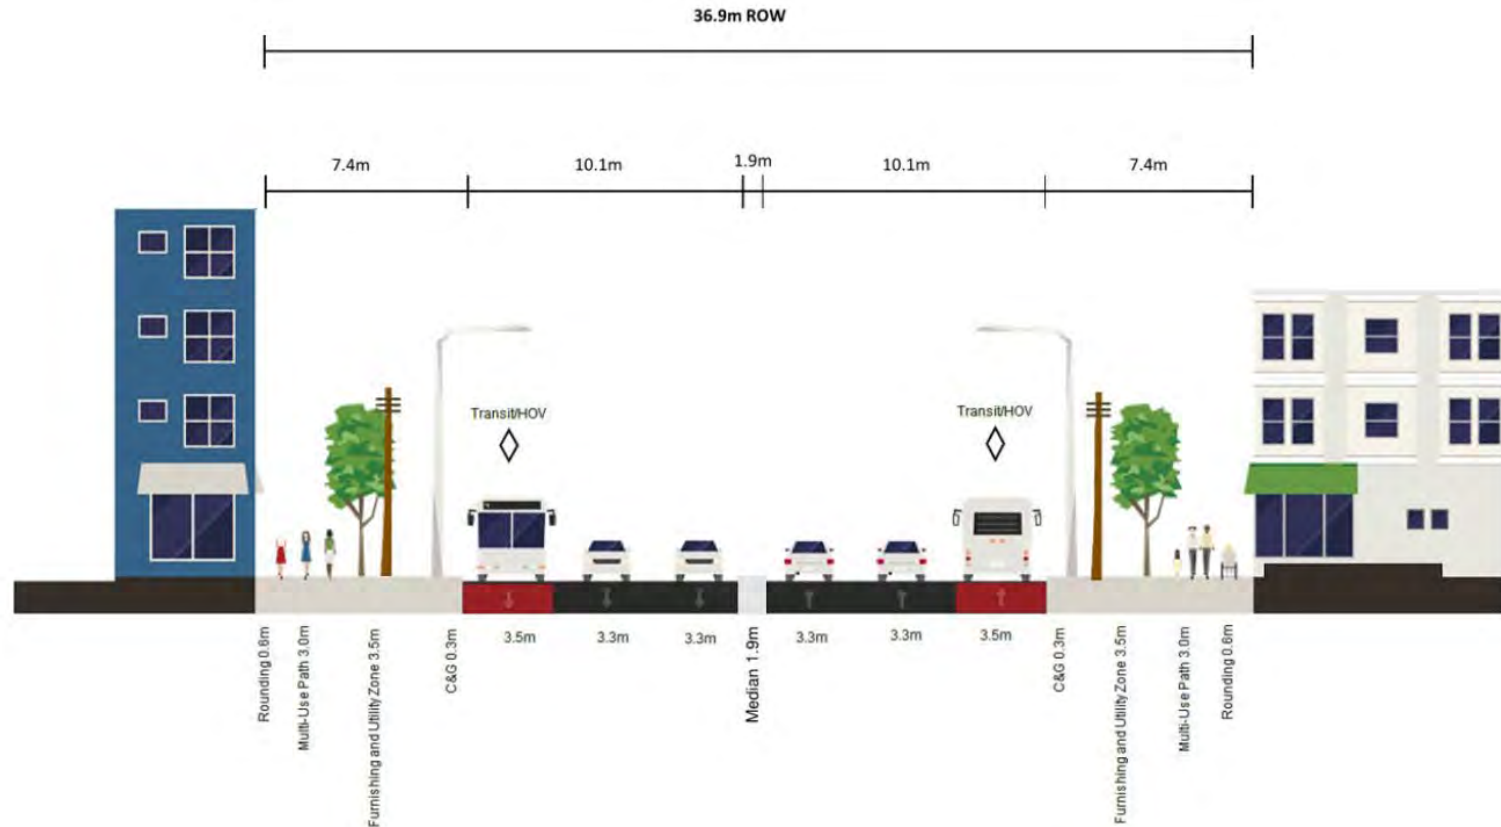 36.9m ROW
7.4m
10.1m
1.9m
10.1m
7.4m
Transit/HOV
Transit/HOV
Rounding 0.6m
Multi-Use Path 3.0m
Furnishing and Utility Zone 3.5m
C&G 0.3m
3.5m
3.3m
3.3m
Median 1.9m
3.3m
3.3m
3.5m
C&G 0.3m
Furnishing and Utility Zone 3.5m
Multi-Use Path 3.0m
Rounding 0.6m